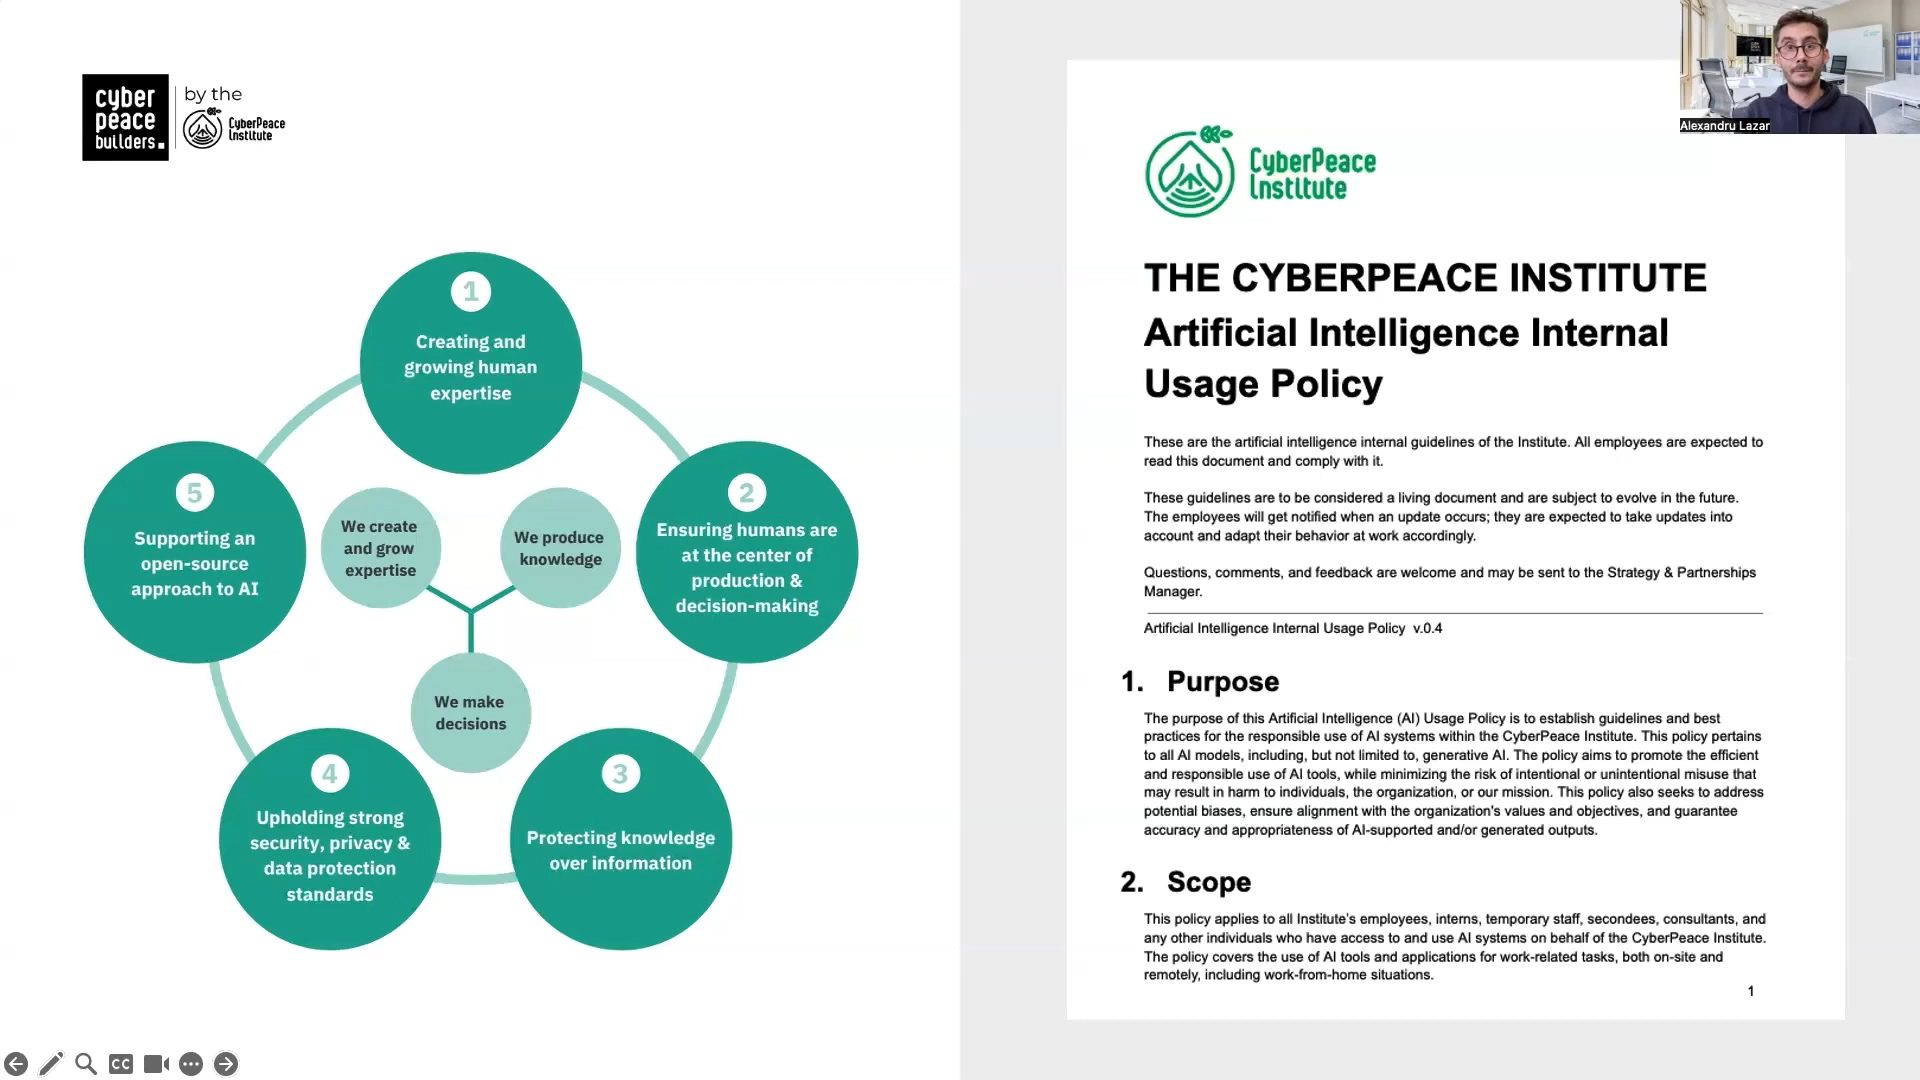 cyber
peace
builders.
by the
CyberPeace
Institute
1
Creating and
growing human
expertise
2
Ensuring humans are
at the center of
production &
decision-making
3
Protecting knowledge
over information
4
Upholding strong
security, privacy &
data protection
standards
5
Supporting an
open-source
approach to AI
We create
and grow
expertise
We produce
knowledge
We make
decisions
CC
Alexandru Lazar
CyberPeace
Institute
THE CYBERPEACE INSTITUTE
Artificial Intelligence Internal
Usage Policy
These are the artificial intelligence internal guidelines of the Institute. All employees are expected to
read this document and comply with it.
These guidelines are to be considered a living document and are subject to evolve in the future.
The employees will get notified when an update occurs; they are expected to take updates into
account and adapt their behavior at work accordingly.
Questions, comments, and feedback are welcome and may be sent to the Strategy & Partnerships
Manager.
Artificial Intelligence Internal Usage Policy v.0.4
1. Purpose
The purpose of this Artificial Intelligence (AI) Usage Policy is to establish guidelines and best
practices for the responsible use of AI systems within the CyberPeace Institute. This policy pertains
to all AI models, including, but not limited to, generative AI. The policy aims to promote the efficient
and responsible use of AI tools, while minimizing the risk of intentional or unintentional misuse that
may result in harm to individuals, the organization, or our mission. This policy also seeks to address
potential biases, ensure alignment with the organization's values and objectives, and guarantee
accuracy and appropriateness of AI-supported and/or generated outputs.
2. Scope
This policy applies to all Institute's employees, interns, temporary staff, secondees, consultants, and
any other individuals who have access to and use AI systems on behalf of the CyberPeace Institute.
The policy covers the use of AI tools and applications for work-related tasks, both on-site and
remotely, including work-from-home situations.
1